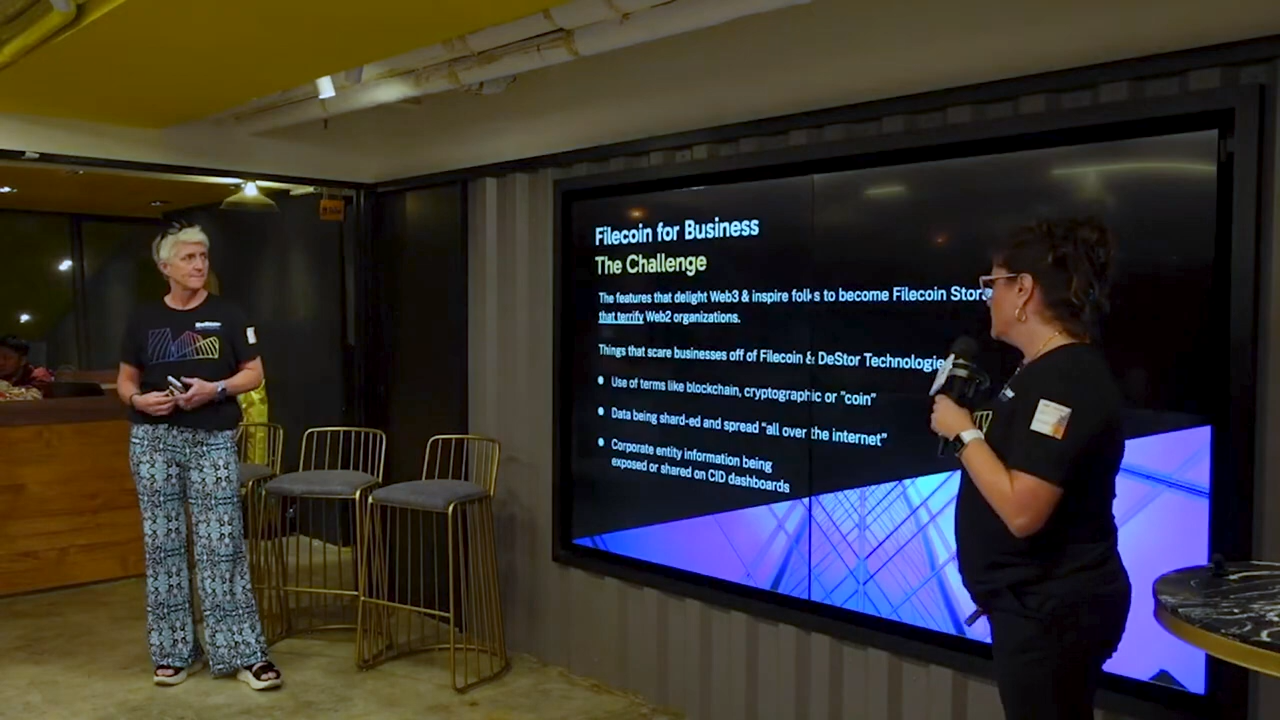 Filecoin for Business
The Challenge
The features that delight Web3 & inspire folks to become Filecoin Stor
that terrify Web2 organizations.
Things that scare businesses off of Filecoin & DeStor Technologie
Use of terms like blockchain, cryptographic or "coin"
Data being shard-ed and spread “all over the internet”
Corporate entity information being
exposed or shared on CID dashboards